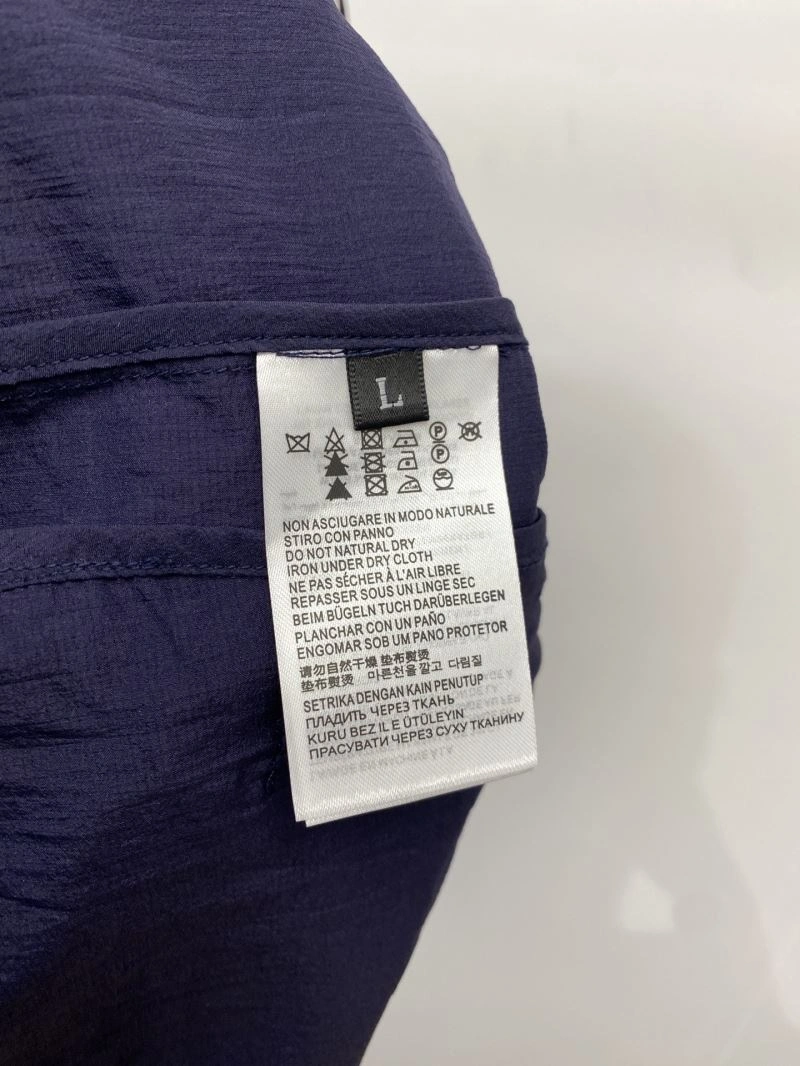 L
P
P
NON ASCIUGARE IN MODO NATURALE
STIRO CON PANNO
DO NOT NATURAL DRY
IRON UNDER DRY CLOTH
NE PAS SÉCHER À L'AIR LIBRE
REPASSER SOUS UN LINGE SEC
BEIM BÜGELN TUCH DARÜBERLEGEN
PLANCHAR CON UN PAÑO
ENGOMAR SOB UM PANO PROTETOR
请勿自然干燥 垫布熨烫
垫布熨烫 마른천을 깔고 다림질
SETRIKA DENGAN KAIN PENUTUP
ПЛАДИТЬ ЧЕРЕЗ ТКАНЬ
KURU BEZ IL E ÜTÜLEYIN
ПРАСУВАТИ ЧЕРЕЗ СУХУ ТКАНИНУ